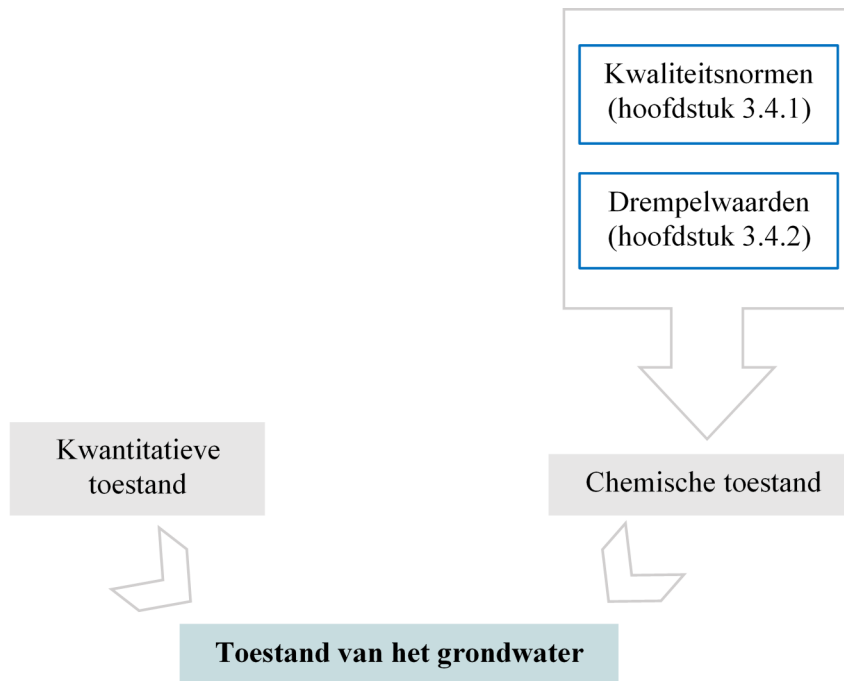 Kwaliteitsnormen
(hoofdstuk 3.4.1)
Drempelwaarden
(hoofdstuk 3.4.2)
Kwantitatieve
toestand
Chemische toestand
Toestand van het grondwater